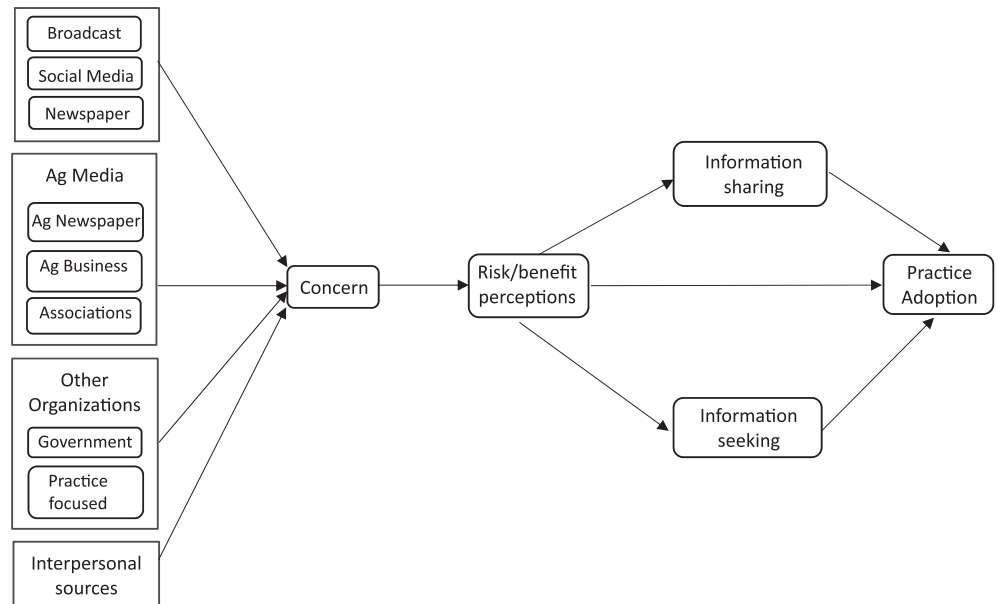 Broadcast
Social Media
Newspaper
Ag Media
Ag Newspaper
Ag Business
Associations
Other
Organizations
Government
Practice
focused
Interpersonal
sources
Concern
Risk/benefit
perceptions
Information
sharing
Information
seeking
Practice
Adoption